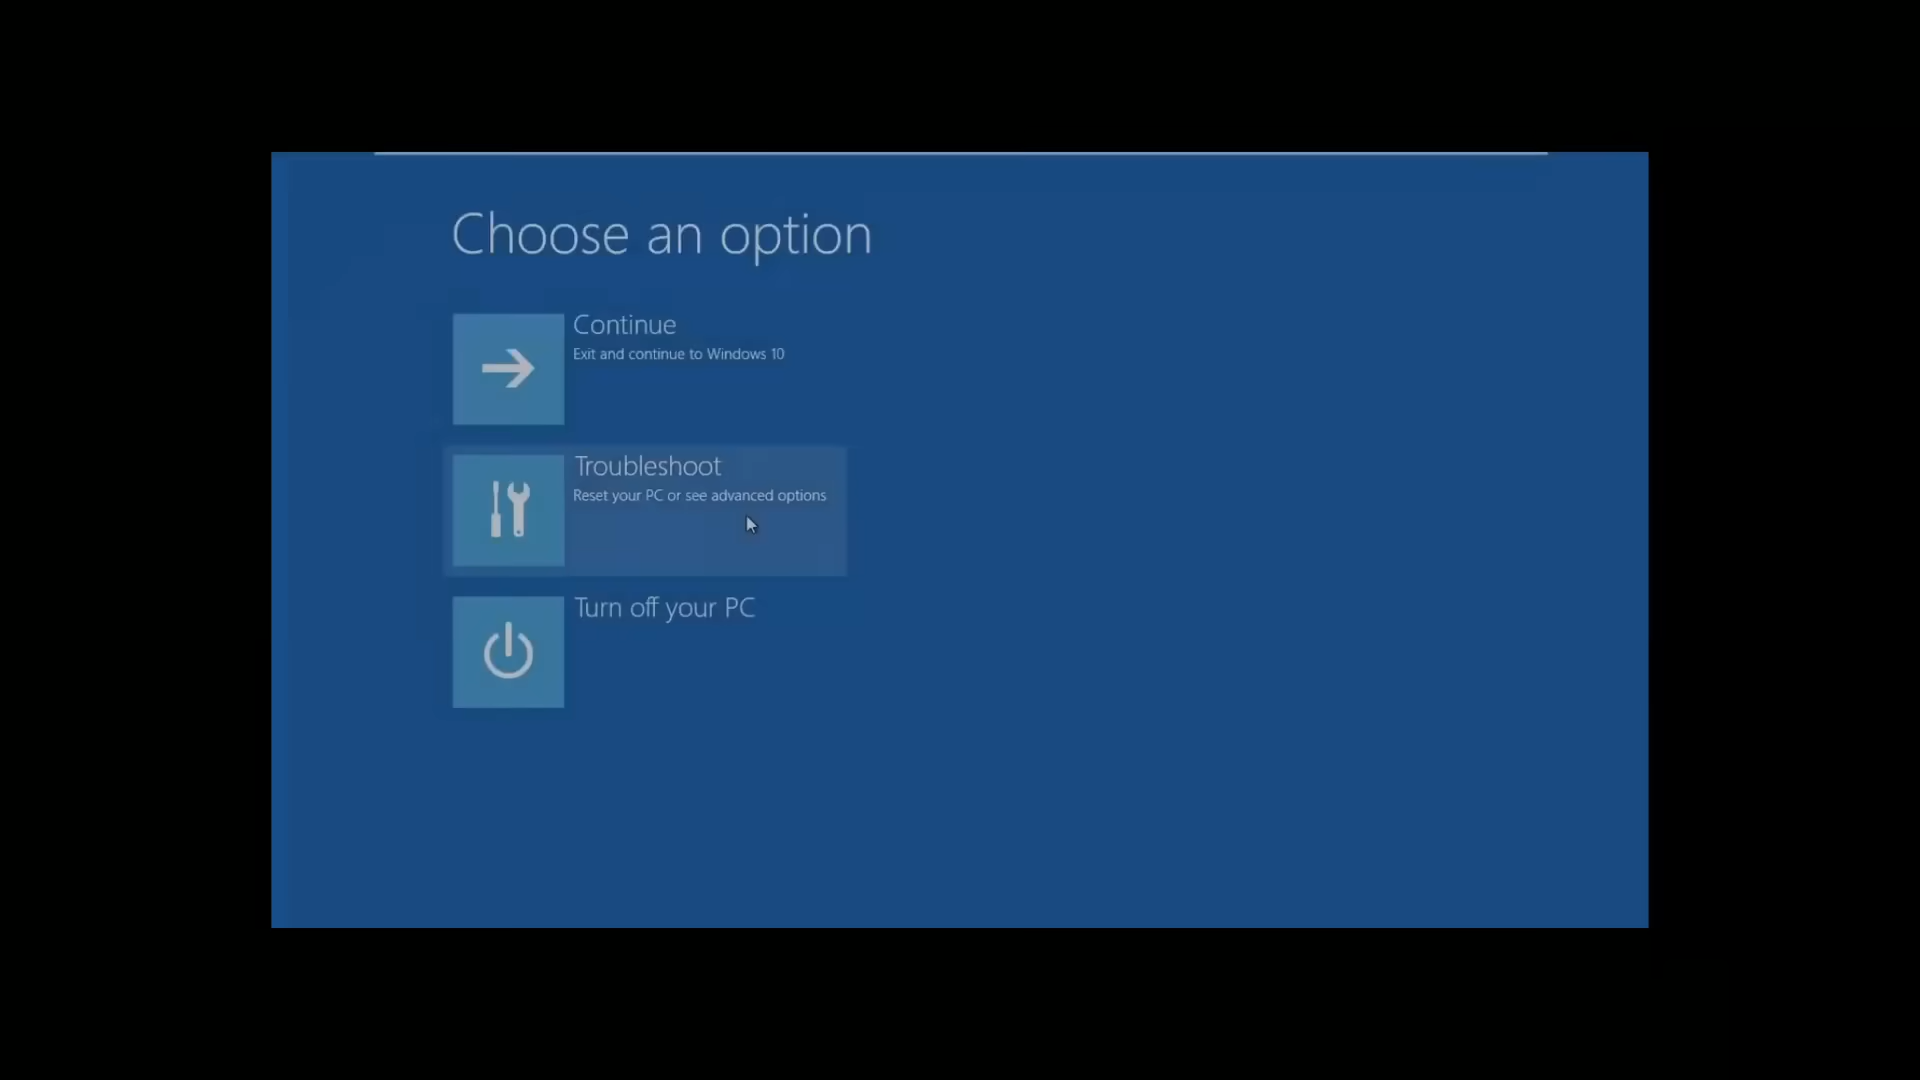 Choose an option
Continue
Exit and continue to Windows 10
Troubleshoot
Reset your PC or see advanced options
Turn off your PC